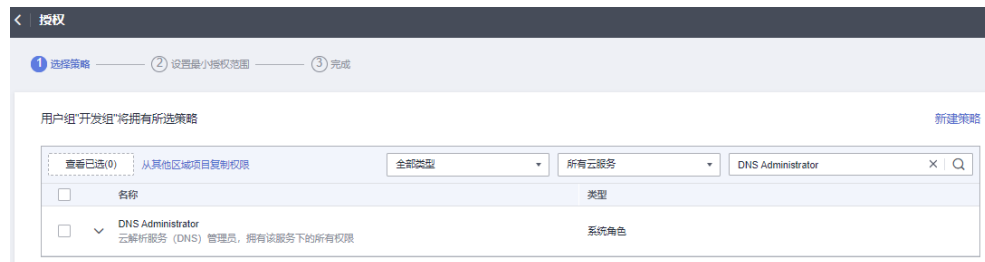 授权
1 选择策略 2 设置最小授权范围 3 完成
用户组"开发组"将拥有所选策略 新建策略
查看已选(0) 从其他区域项目复制权限 全部类型 所有云服务 DNS Administrator
名称 类型
DNS Administrator
云解析服务（DNS）管理员，拥有该服务下的所有权限 系统角色